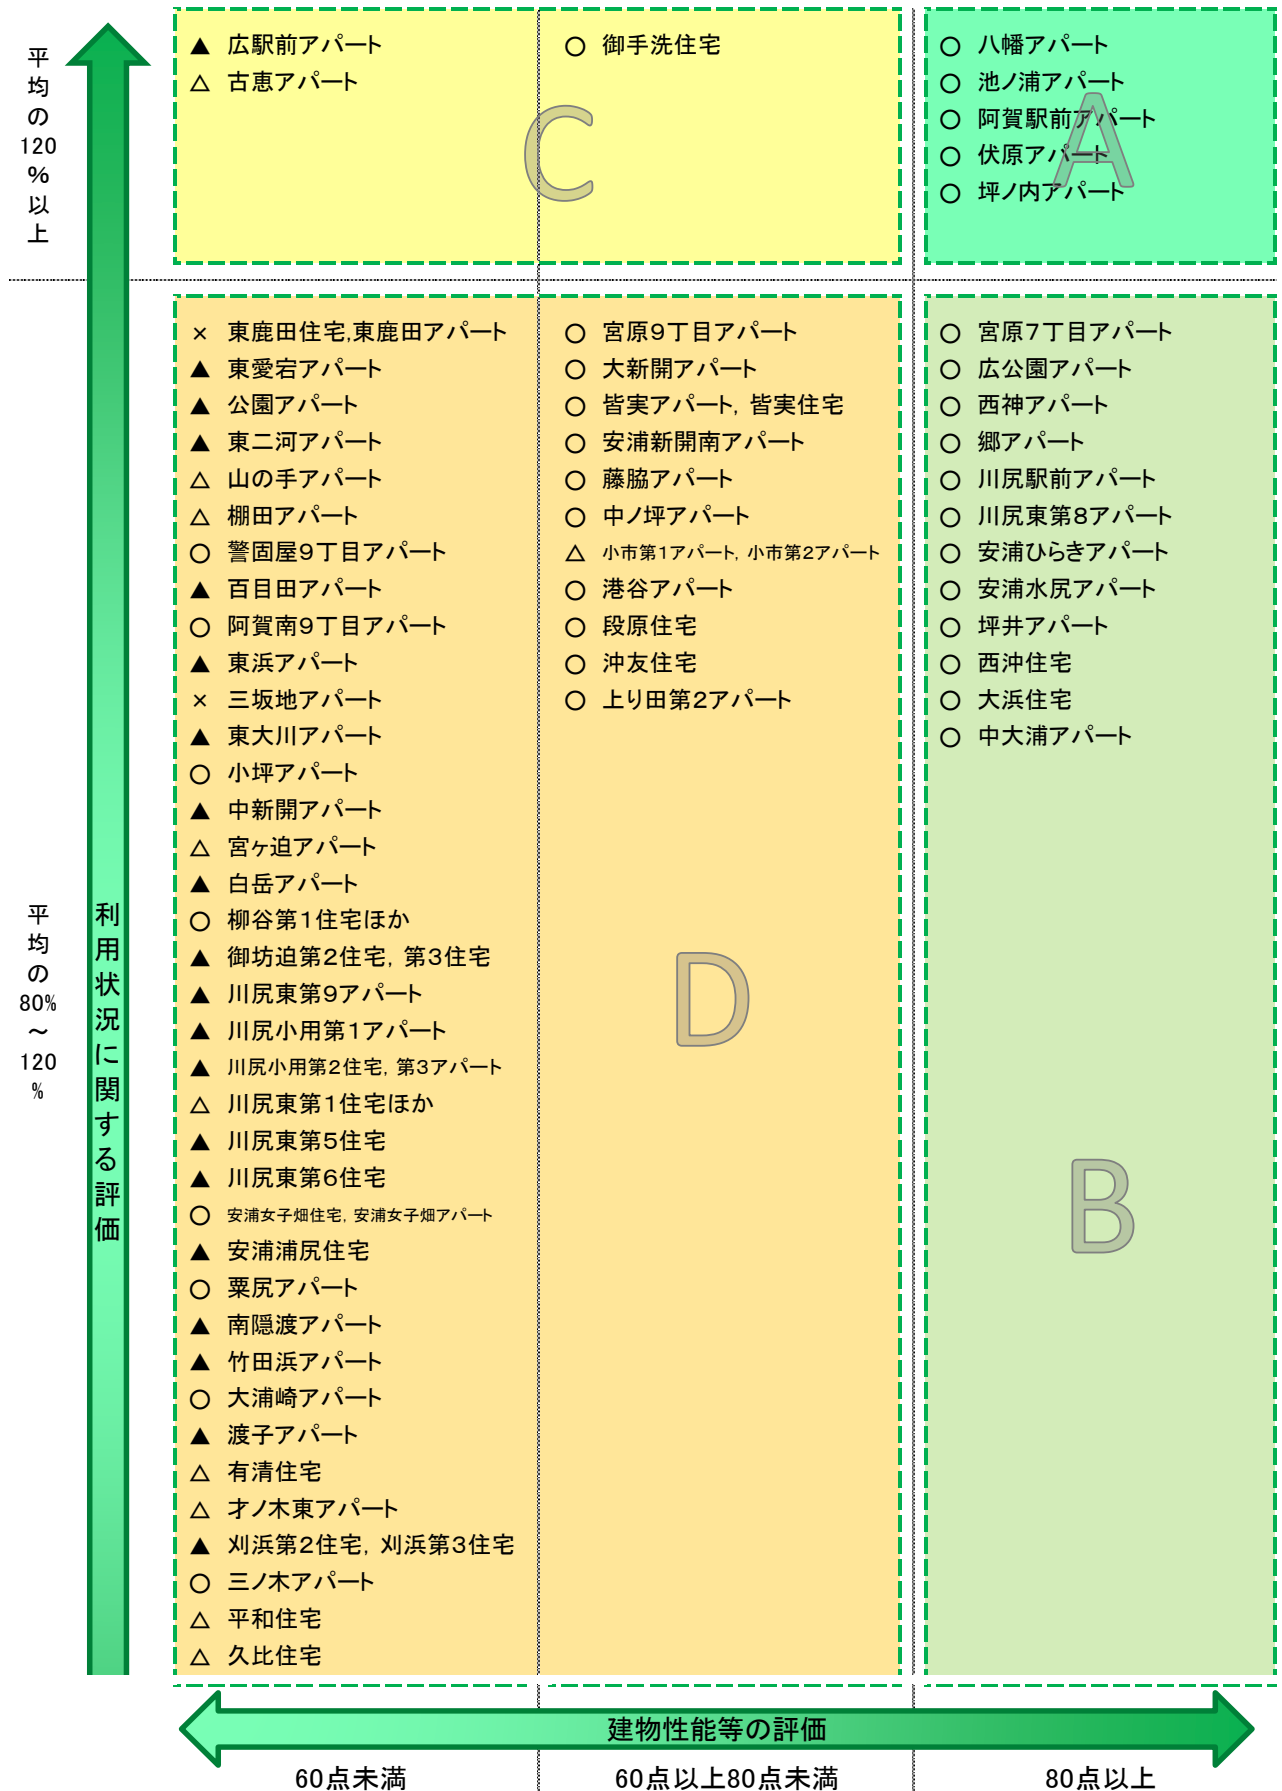 平均の120%以上
▲ 広駅前アパート
△ 古恵アパート
○ 御手洗住宅
C
○ 八幡アパート
○ 池ノ浦アパート
○ 阿賀駅前アパート
○ 伏原アパート
○ 坪ノ内アパート
A
平均の80%～120%
利用状況に関する評価
× 東鹿田住宅,東鹿田アパート
▲ 東愛宕アパート
▲ 公園アパート
▲ 東二河アパート
△ 山の手アパート
△ 棚田アパート
○ 警固屋9丁目アパート
▲ 百目田アパート
○ 阿賀南9丁目アパート
▲ 東浜アパート
× 三坂地アパート
▲ 東大川アパート
○ 小坪アパート
▲ 中新開アパート
△ 宮ヶ迫アパート
▲ 白岳アパート
○ 柳谷第1住宅ほか
▲ 御坊迫第2住宅, 第3住宅
▲ 川尻東第9アパート
▲ 川尻小用第1アパート
▲ 川尻小用第2住宅, 第3アパート
△ 川尻東第1住宅ほか
▲ 川尻東第5住宅
▲ 川尻東第6住宅
○ 安浦女子畑住宅, 安浦女子畑アパート
▲ 安浦浦尻住宅
○ 粟尻アパート
▲ 南隠渡アパート
▲ 竹田浜アパート
○ 大浦崎アパート
▲ 渡子アパート
△ 有清住宅
△ 才ノ木東アパート
▲ 刈浜第2住宅, 刈浜第3住宅
○ 三ノ木アパート
△ 平和住宅
△ 久比住宅
○ 宮原9丁目アパート
○ 大新開アパート
○ 皆実アパート, 皆実住宅
○ 安浦新開南アパート
○ 藤脇アパート
○ 中ノ坪アパート
△ 小市第1アパート, 小市第2アパート
○ 港谷アパート
○ 段原住宅
○ 沖友住宅
○ 上り田第2アパート
D
○ 宮原7丁目アパート
○ 広公園アパート
○ 西神アパート
○ 郷アパート
○ 川尻駅前アパート
○ 川尻東第8アパート
○ 安浦ひらきアパート
○ 安浦水尻アパート
○ 坪井アパート
○ 西沖住宅
○ 大浜住宅
○ 中大浦アパート
B
建物性能等の評価
60点未満
60点以上80点未満
80点以上